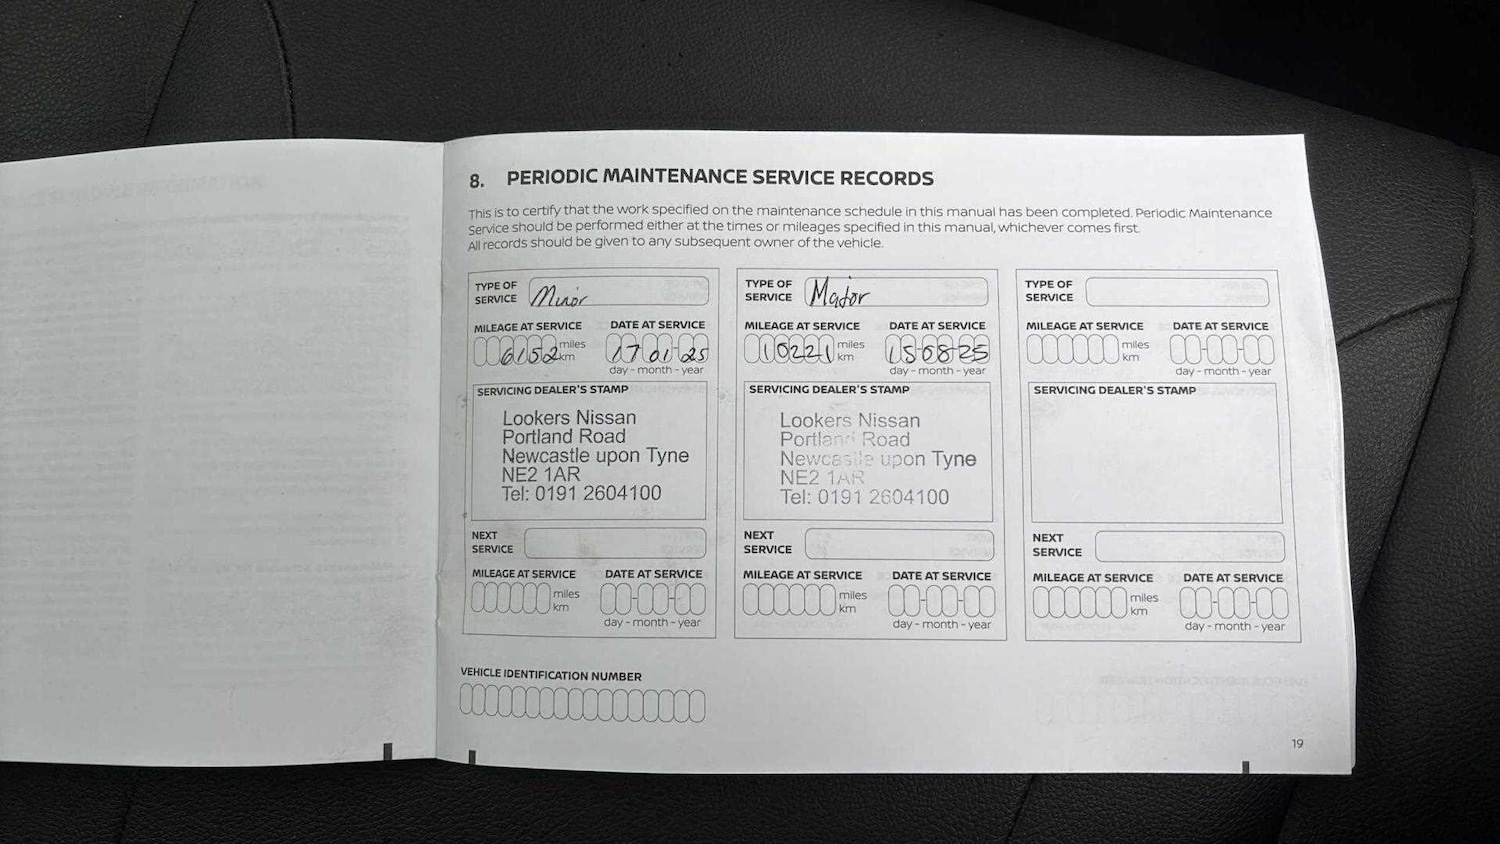 8. PERIODIC MAINTENANCE SERVICE RECORDS
This is to certify that the work specified on the maintenance schedule in this manual has been completed. Periodic Maintenance
Service should be performed either at the times or mileages specified in this manual, whichever comes first.
All records should be given to any subsequent owner of the vehicle.
TYPE OF
SERVICE
Minor
MILEAGE AT SERVICE
DATE AT SERVICE
6152
miles
km
17 01 25
day - month - year
SERVICING DEALER'S STAMP
Lookers Nissan
Portland Road
Newcastle upon Tyne
NE2 1AR
Tel: 0191 2604100
NEXT
SERVICE
MILEAGE AT SERVICE
DATE AT SERVICE
miles
km
day - month - year
TYPE OF
SERVICE
Major
MILEAGE AT SERVICE
DATE AT SERVICE
10221
miles
km
15-08-25
day - month - year
SERVICING DEALER'S STAMP
Lookers Nissan
Portland Road
Newcastle upon Tyne
NE2 1AR
Tel: 0191 2604100
NEXT
SERVICE
MILEAGE AT SERVICE
DATE AT SERVICE
miles
km
day - month - year
TYPE OF
SERVICE
MILEAGE AT SERVICE
DATE AT SERVICE
miles
km
day - month - year
SERVICING DEALER'S STAMP
NEXT
SERVICE
MILEAGE AT SERVICE
DATE AT SERVICE
miles
km
day - month - year
VEHICLE IDENTIFICATION NUMBER
19